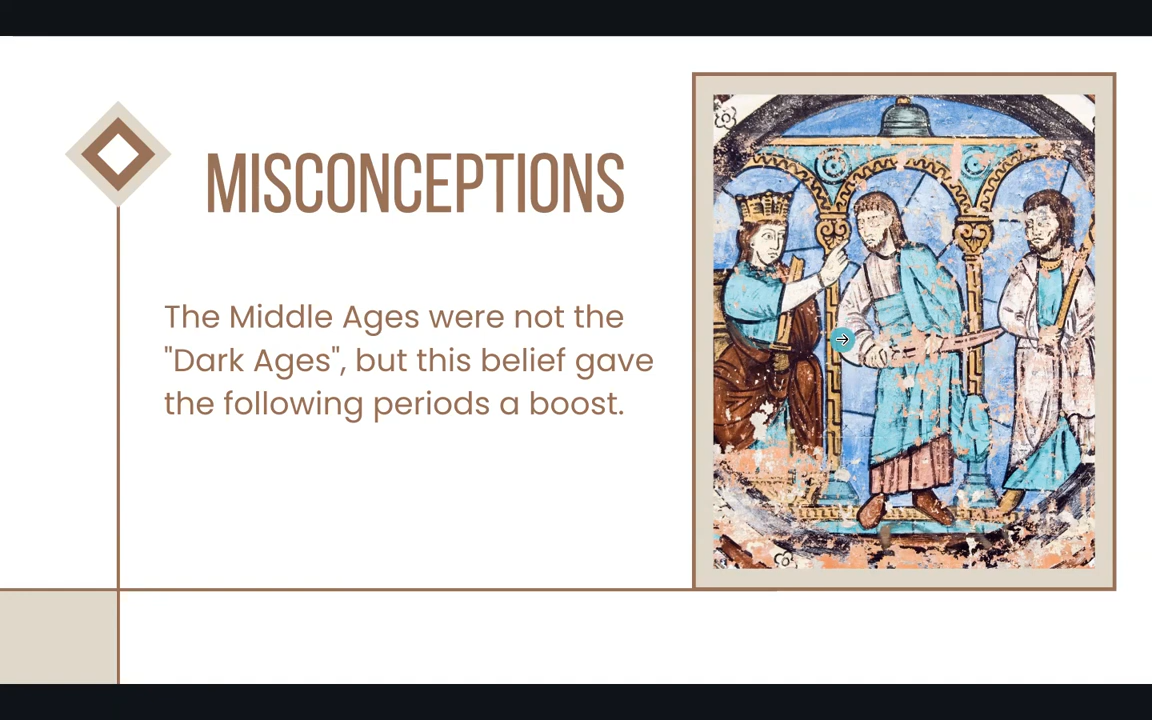 MISCONCEPTIONS
The Middle Ages were not the
"Dark Ages", but this belief gave
the following periods a boost.